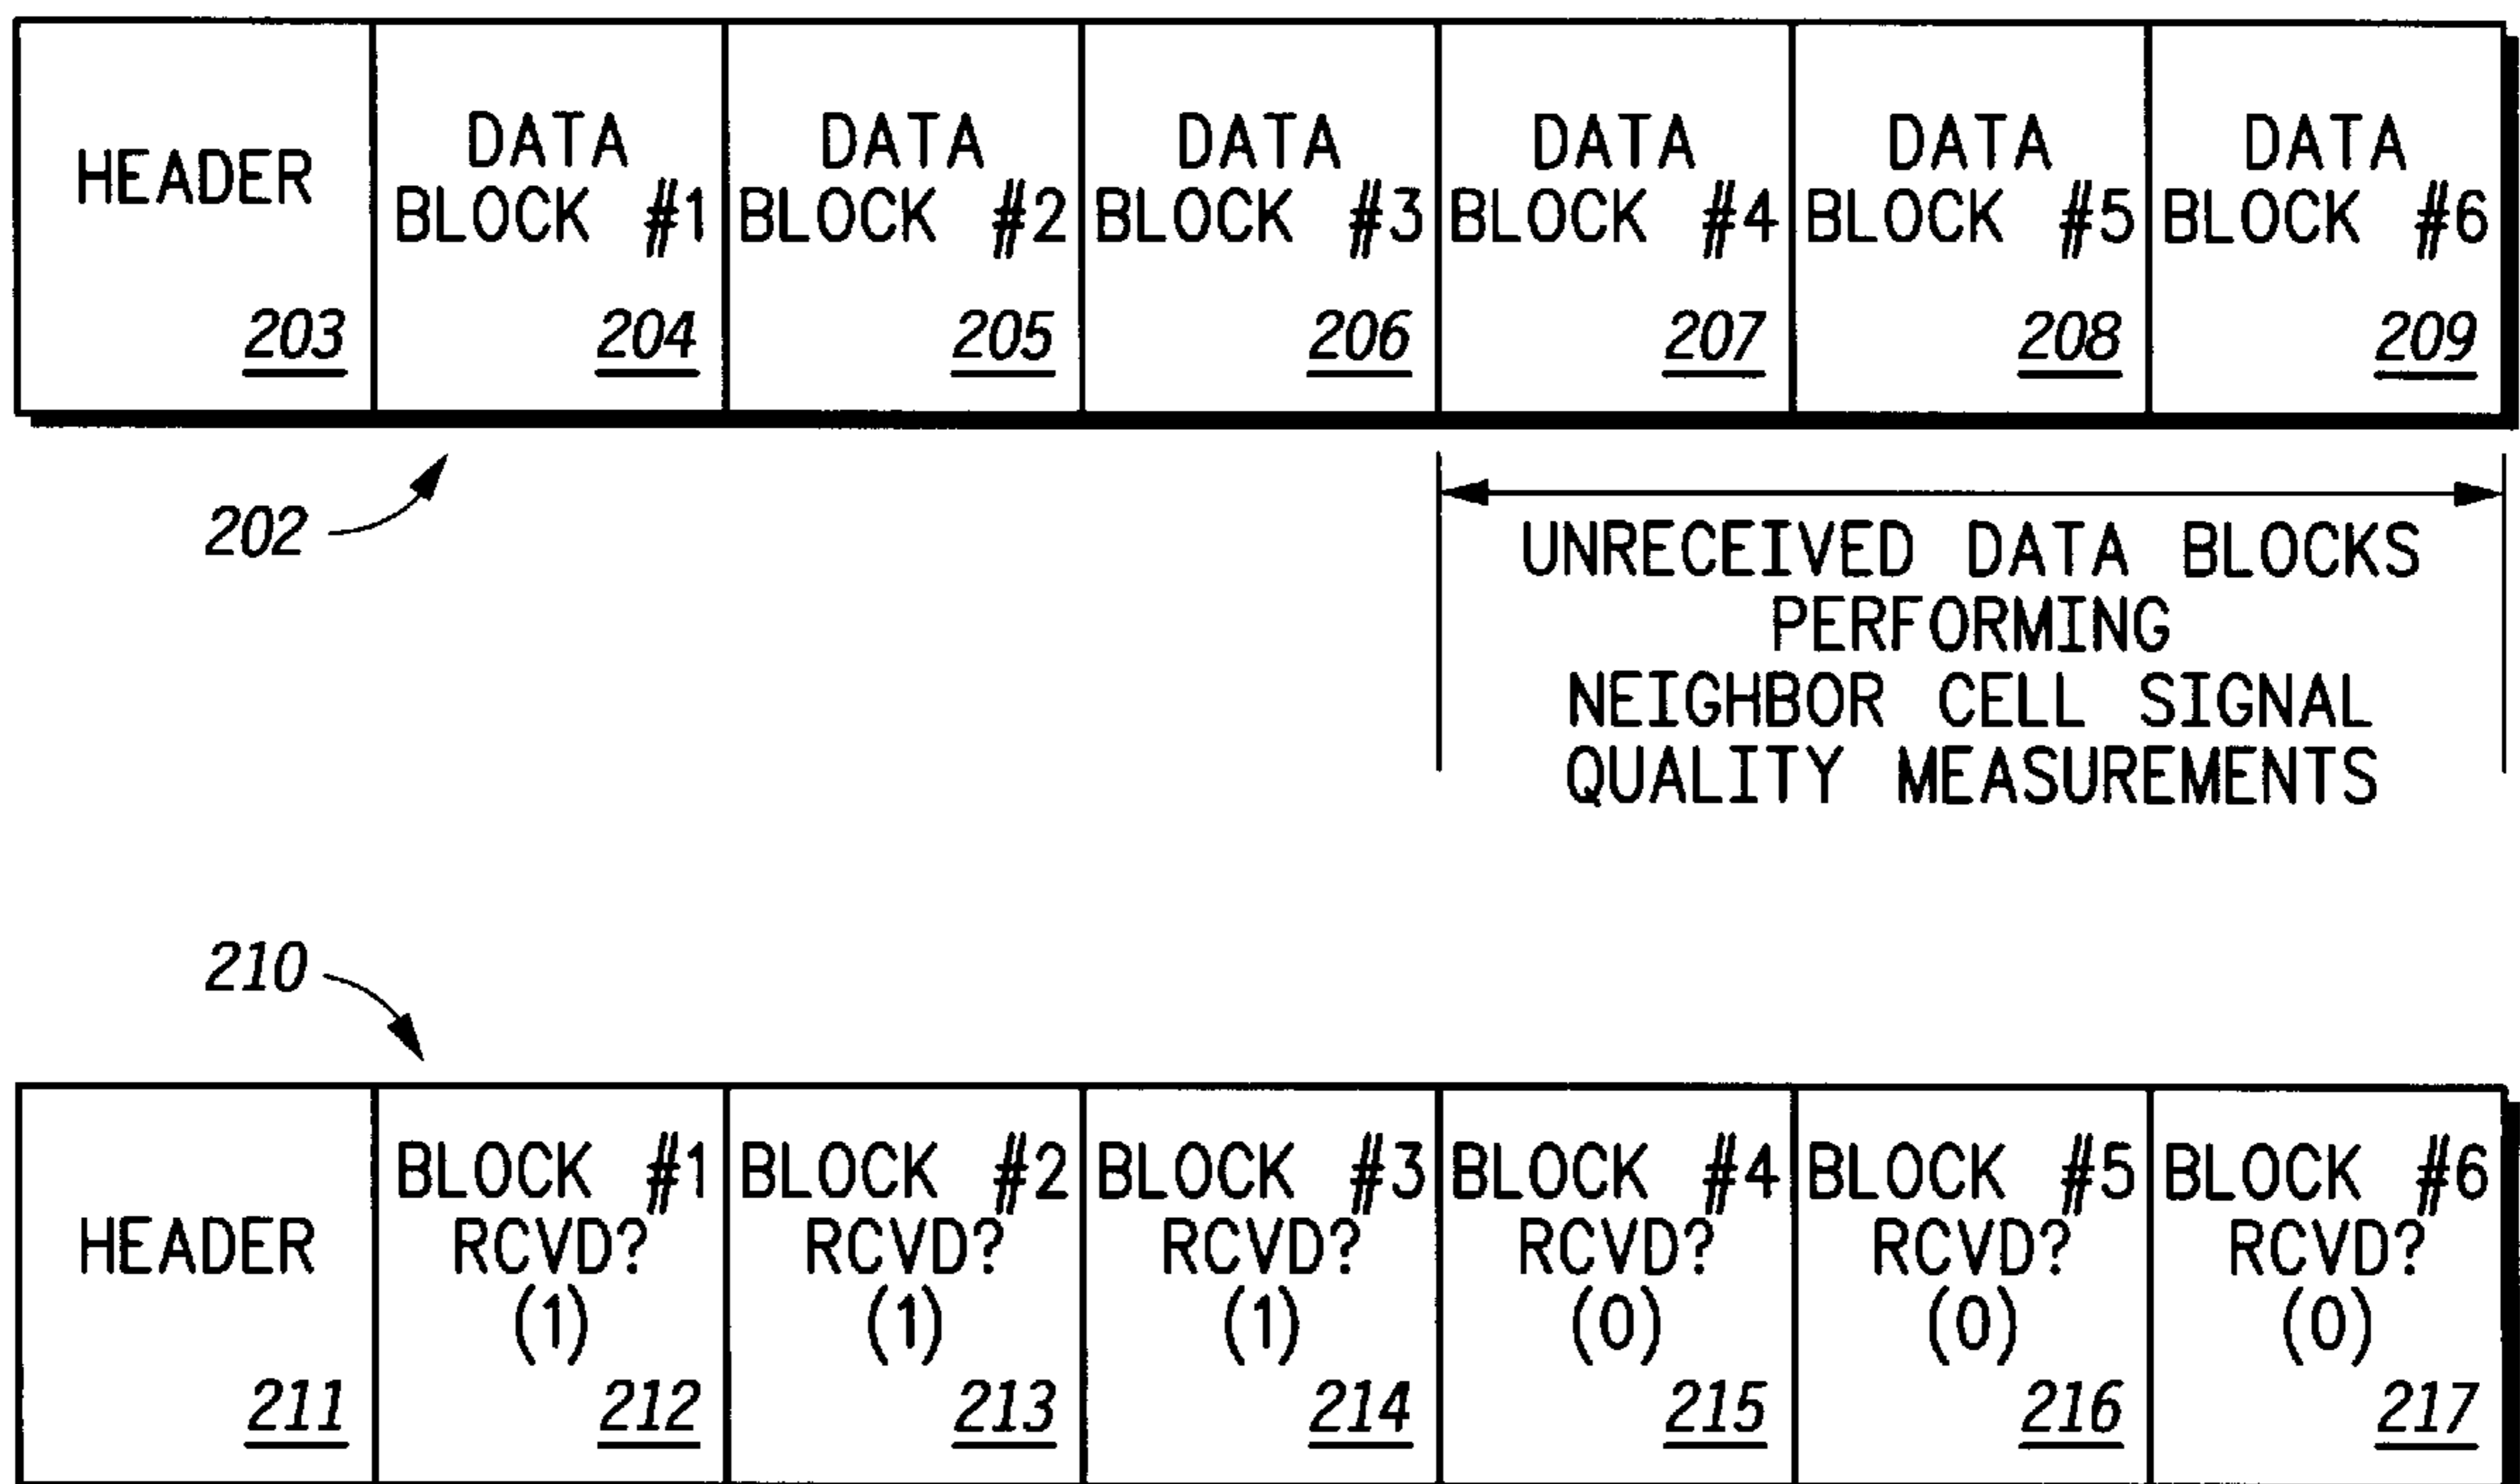 HEADER
203
DATA
BLOCK #1
204
DATA
BLOCK #2
205
DATA
BLOCK #3
206
DATA
BLOCK #4
207
DATA
BLOCK #5
208
DATA
BLOCK #6
209
202
UNRECEIVED DATA BLOCKS
PERFORMING
NEIGHBOR CELL SIGNAL
QUALITY MEASUREMENTS
210
HEADER
211
BLOCK #1
RCVD?
(1)
212
BLOCK #2
RCVD?
(1)
213
BLOCK #3
RCVD?
(1)
214
BLOCK #4
RCVD?
(0)
215
BLOCK #5
RCVD?
(0)
216
BLOCK #6
RCVD?
(0)
217